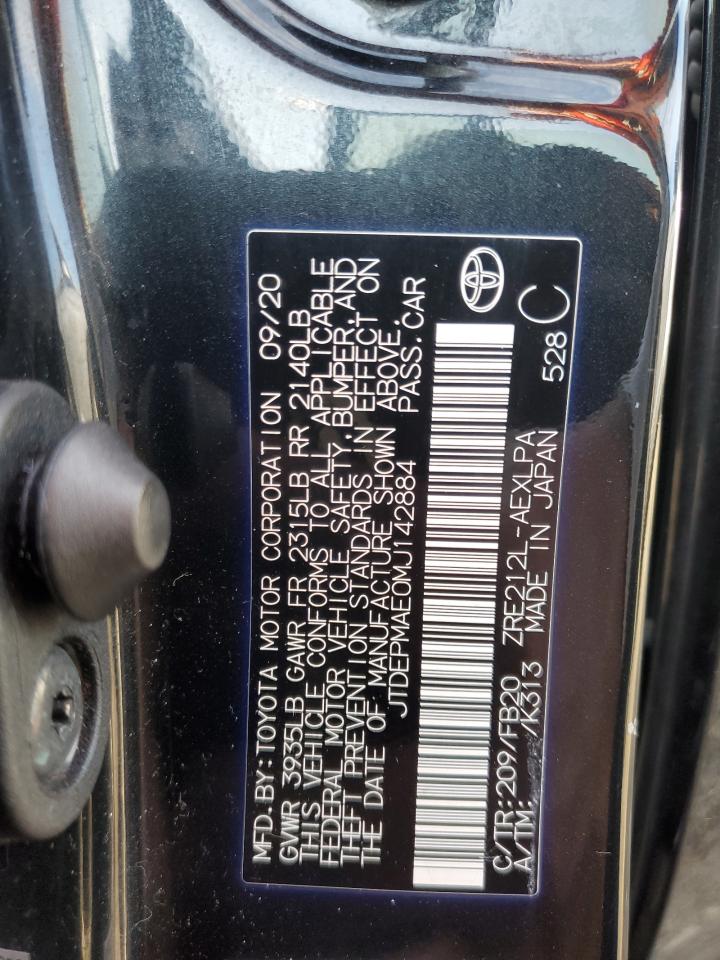 MFD.BY:TOYOTA MOTOR CORPORATION 09/20
GVWR 3935LB GAWR FR 2315LB RR 2140LB
THIS VEHICLE CONFORMS TO ALL APPLICABLE
FEDERAL MOTOR VEHICLE SAFETY,BUMPER,AND
THEFT PREVENTION STANDARDS IN EFFECT ON
THE DATE OF MANUFACTURE SHOWN ABOVE.
JTDEPMAE0MJ142884 PASS.CAR
C/TR:209/FB20 ZRE212L-AEXLPA 528
A/TM: /K313 MADE IN JAPAN C